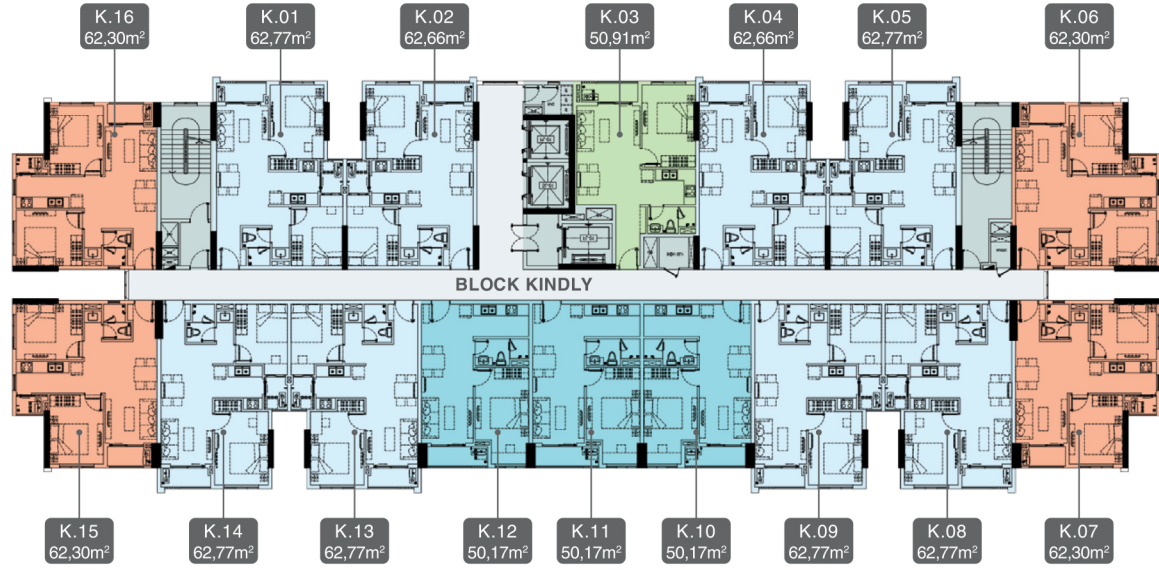 K.16
62,30m²
K.01
62,77m²
K.02
62,66m²
K.03
50,91m²
K.04
62,66m²
K.05
62,77m²
K.06
62,30m²
BLOCK KINDLY
K.15
62,30m²
K.14
62,77m²
K.13
62,77m²
K.12
50,17m²
K.11
50,17m²
K.10
50,17m²
K.09
62,77m²
K.08
62,77m²
K.07
62,30m²